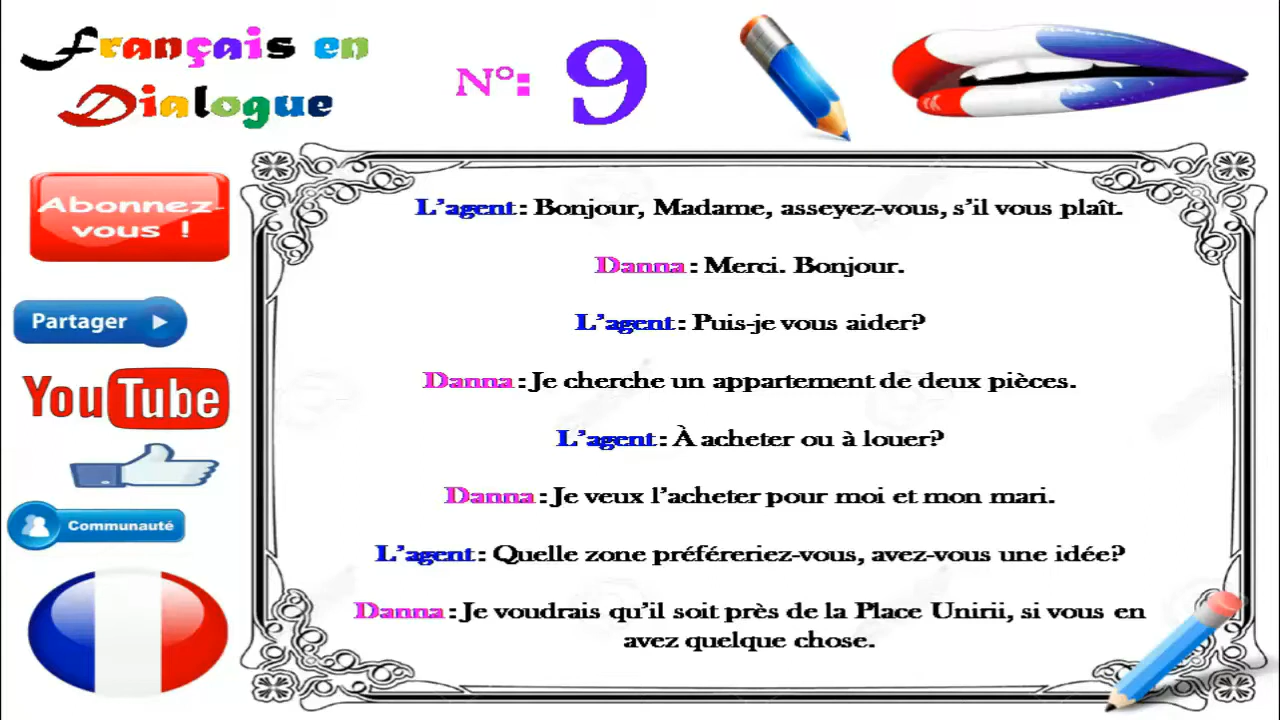 Français en
Dialogue
N°: 9
Abonnez-
vous !
Partager
YouTube
Communauté
L'agent : Bonjour, Madame, asseyez-vous, s'il vous plaît.
Danna : Merci. Bonjour.
L'agent : Puis-je vous aider?
Danna : Je cherche un appartement de deux pièces.
L'agent : À acheter ou à louer?
Danna : Je veux l'acheter pour moi et mon mari.
L'agent : Quelle zone préféreriez-vous, avez-vous une idée?
Danna : Je voudrais qu'il soit près de la Place Unirii, si vous en
avez quelque chose.